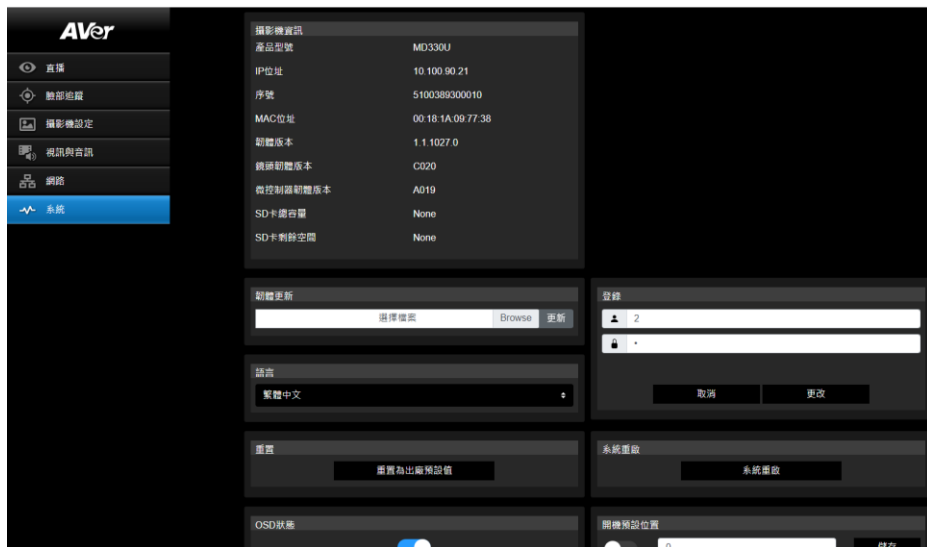 AVer
直播
臉部追蹤
攝影機設定
視訊與音訊
網路
系統
攝影機資訊
產品型號 MD330U
IP位址 10.100.90.21
序號 5100389300010
MAC位址 00:18:1A:09:77:38
韌體版本 1.1.1027.0
鏡頭韌體版本 C020
微控制器韌體版本 A019
SD卡總容量 None
SD卡剩餘空間 None
韌體更新
選擇檔案 Browse 更新
登錄
2
•
取消 更改
語言
繁體中文
重置
重置為出廠預設值
系統重啟
系統重啟
OSD狀態
開機預設位置
0 儲存